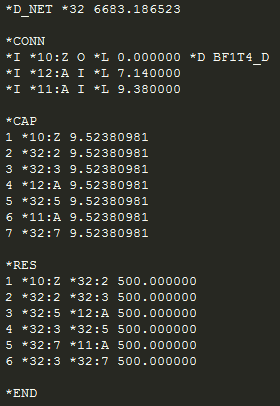 *D_NET *32 6683.186523
*CONN
*I *10:Z O *L 0.000000 *D BF1T4_D
*I *12:A I *L 7.140000
*I *11:A I *L 9.380000
*CAP
1 *10:Z 9.52380981
2 *32:2 9.52380981
3 *32:3 9.52380981
4 *12:A 9.52380981
5 *32:5 9.52380981
6 *11:A 9.52380981
7 *32:7 9.52380981
*RES
1 *10:Z *32:2 500.000000
2 *32:2 *32:3 500.000000
3 *32:5 *12:A 500.000000
4 *32:3 *32:5 500.000000
5 *32:7 *11:A 500.000000
6 *32:3 *32:7 500.000000
*END